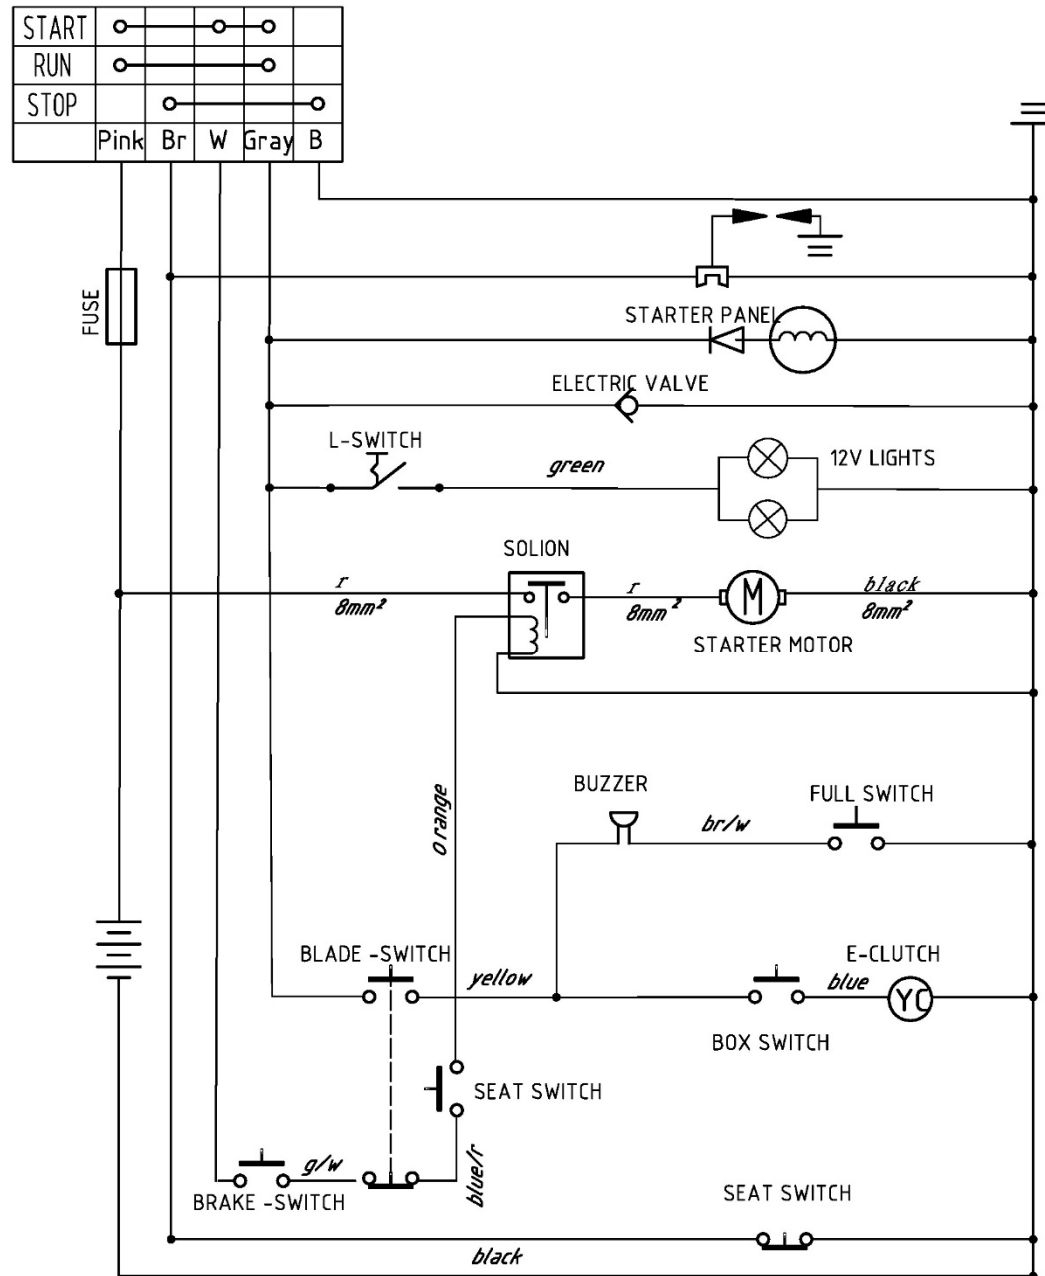 START
RUN
STOP
Pink Br W Gray B
FUSE
STARTER PANEL
ELECTRIC VALVE
L-SWITCH
green
12V LIGHTS
SOLION
r
8mm²
r
8mm²
M
black
8mm²
STARTER MOTOR
orange
BUZZER
br/w
FULL SWITCH
BLADE -SWITCH
yellow
E-CLUTCH
blue
YC
BOX SWITCH
SEAT SWITCH
g/w
blue/r
BRAKE -SWITCH
SEAT SWITCH
black